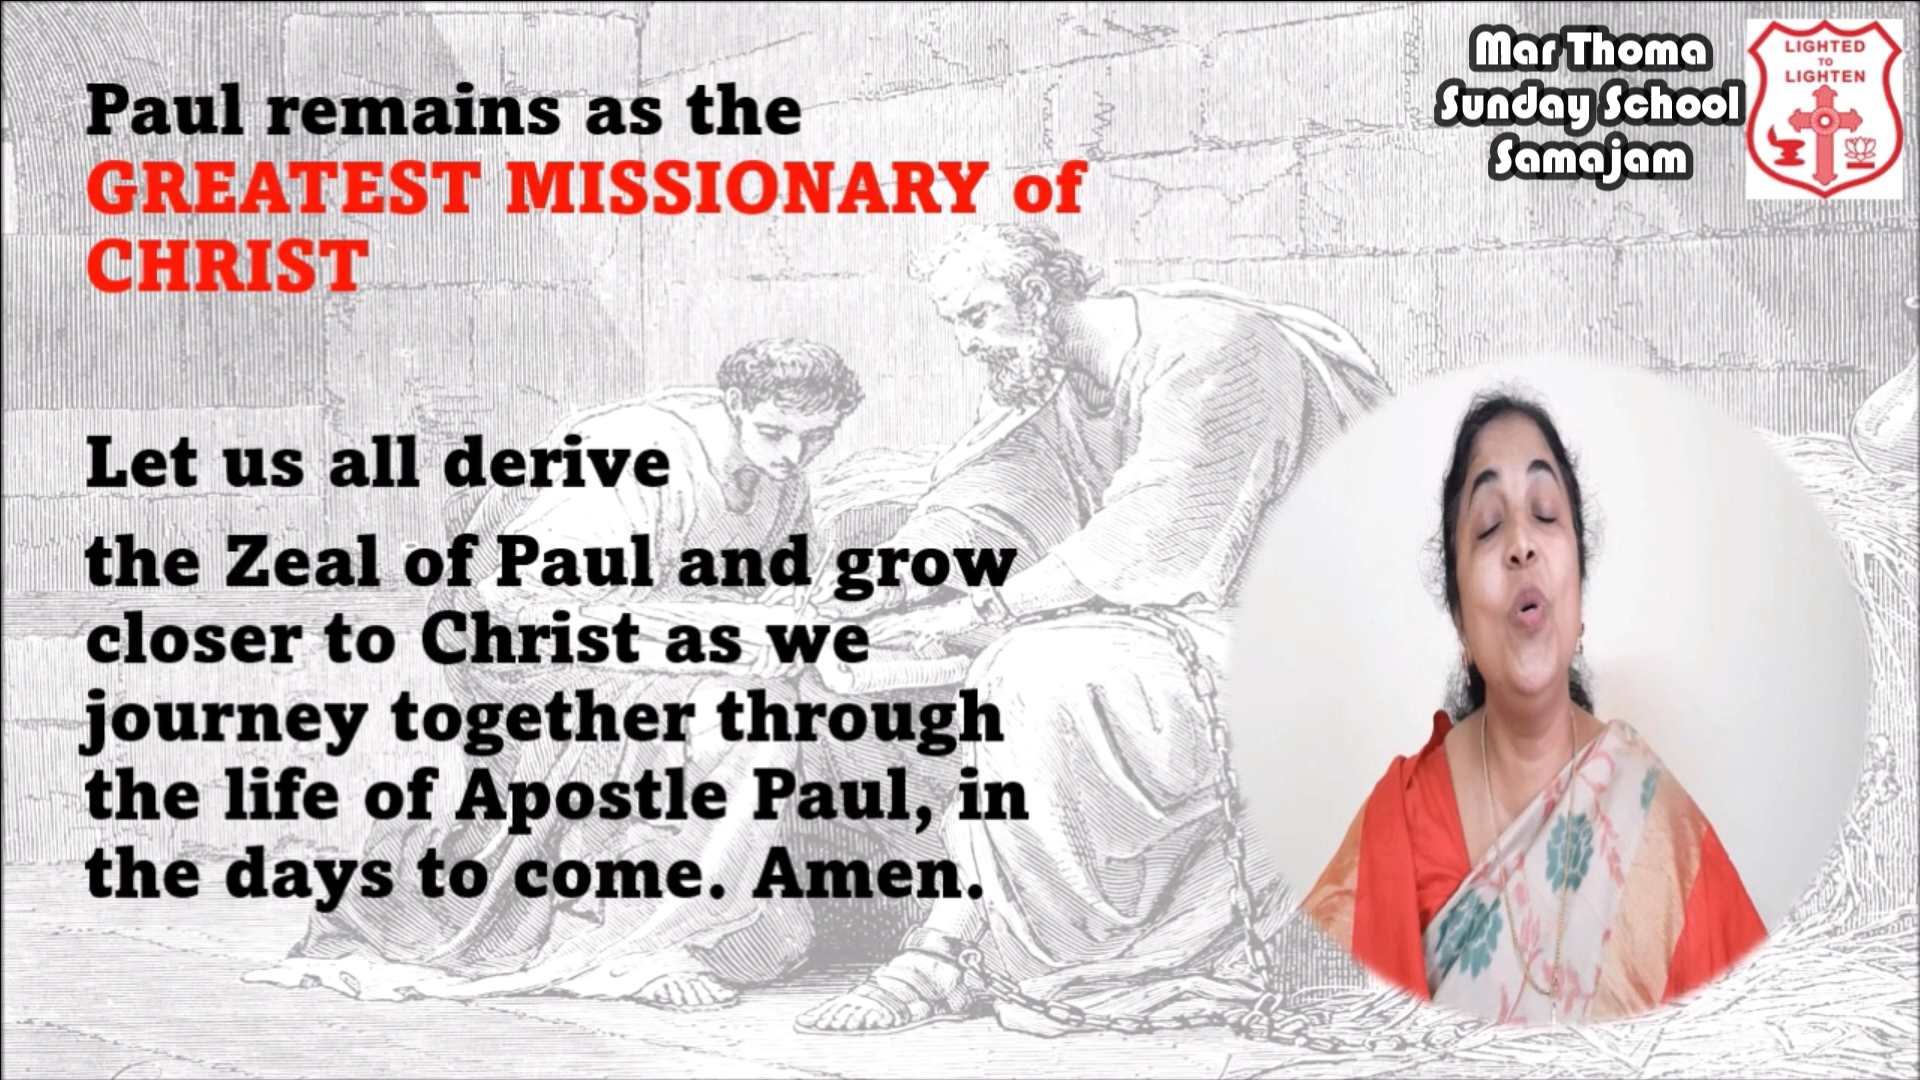 Paul remains as the
GREATEST MISSIONARY of
CHRIST
Let us all derive
the Zeal of Paul and grow
closer to Christ as we
journey together through
the life of Apostle Paul, in
the days to come. Amen.
Mar Thoma
Sunday School
Samajam
LIGHTED
TO
LIGHTEN